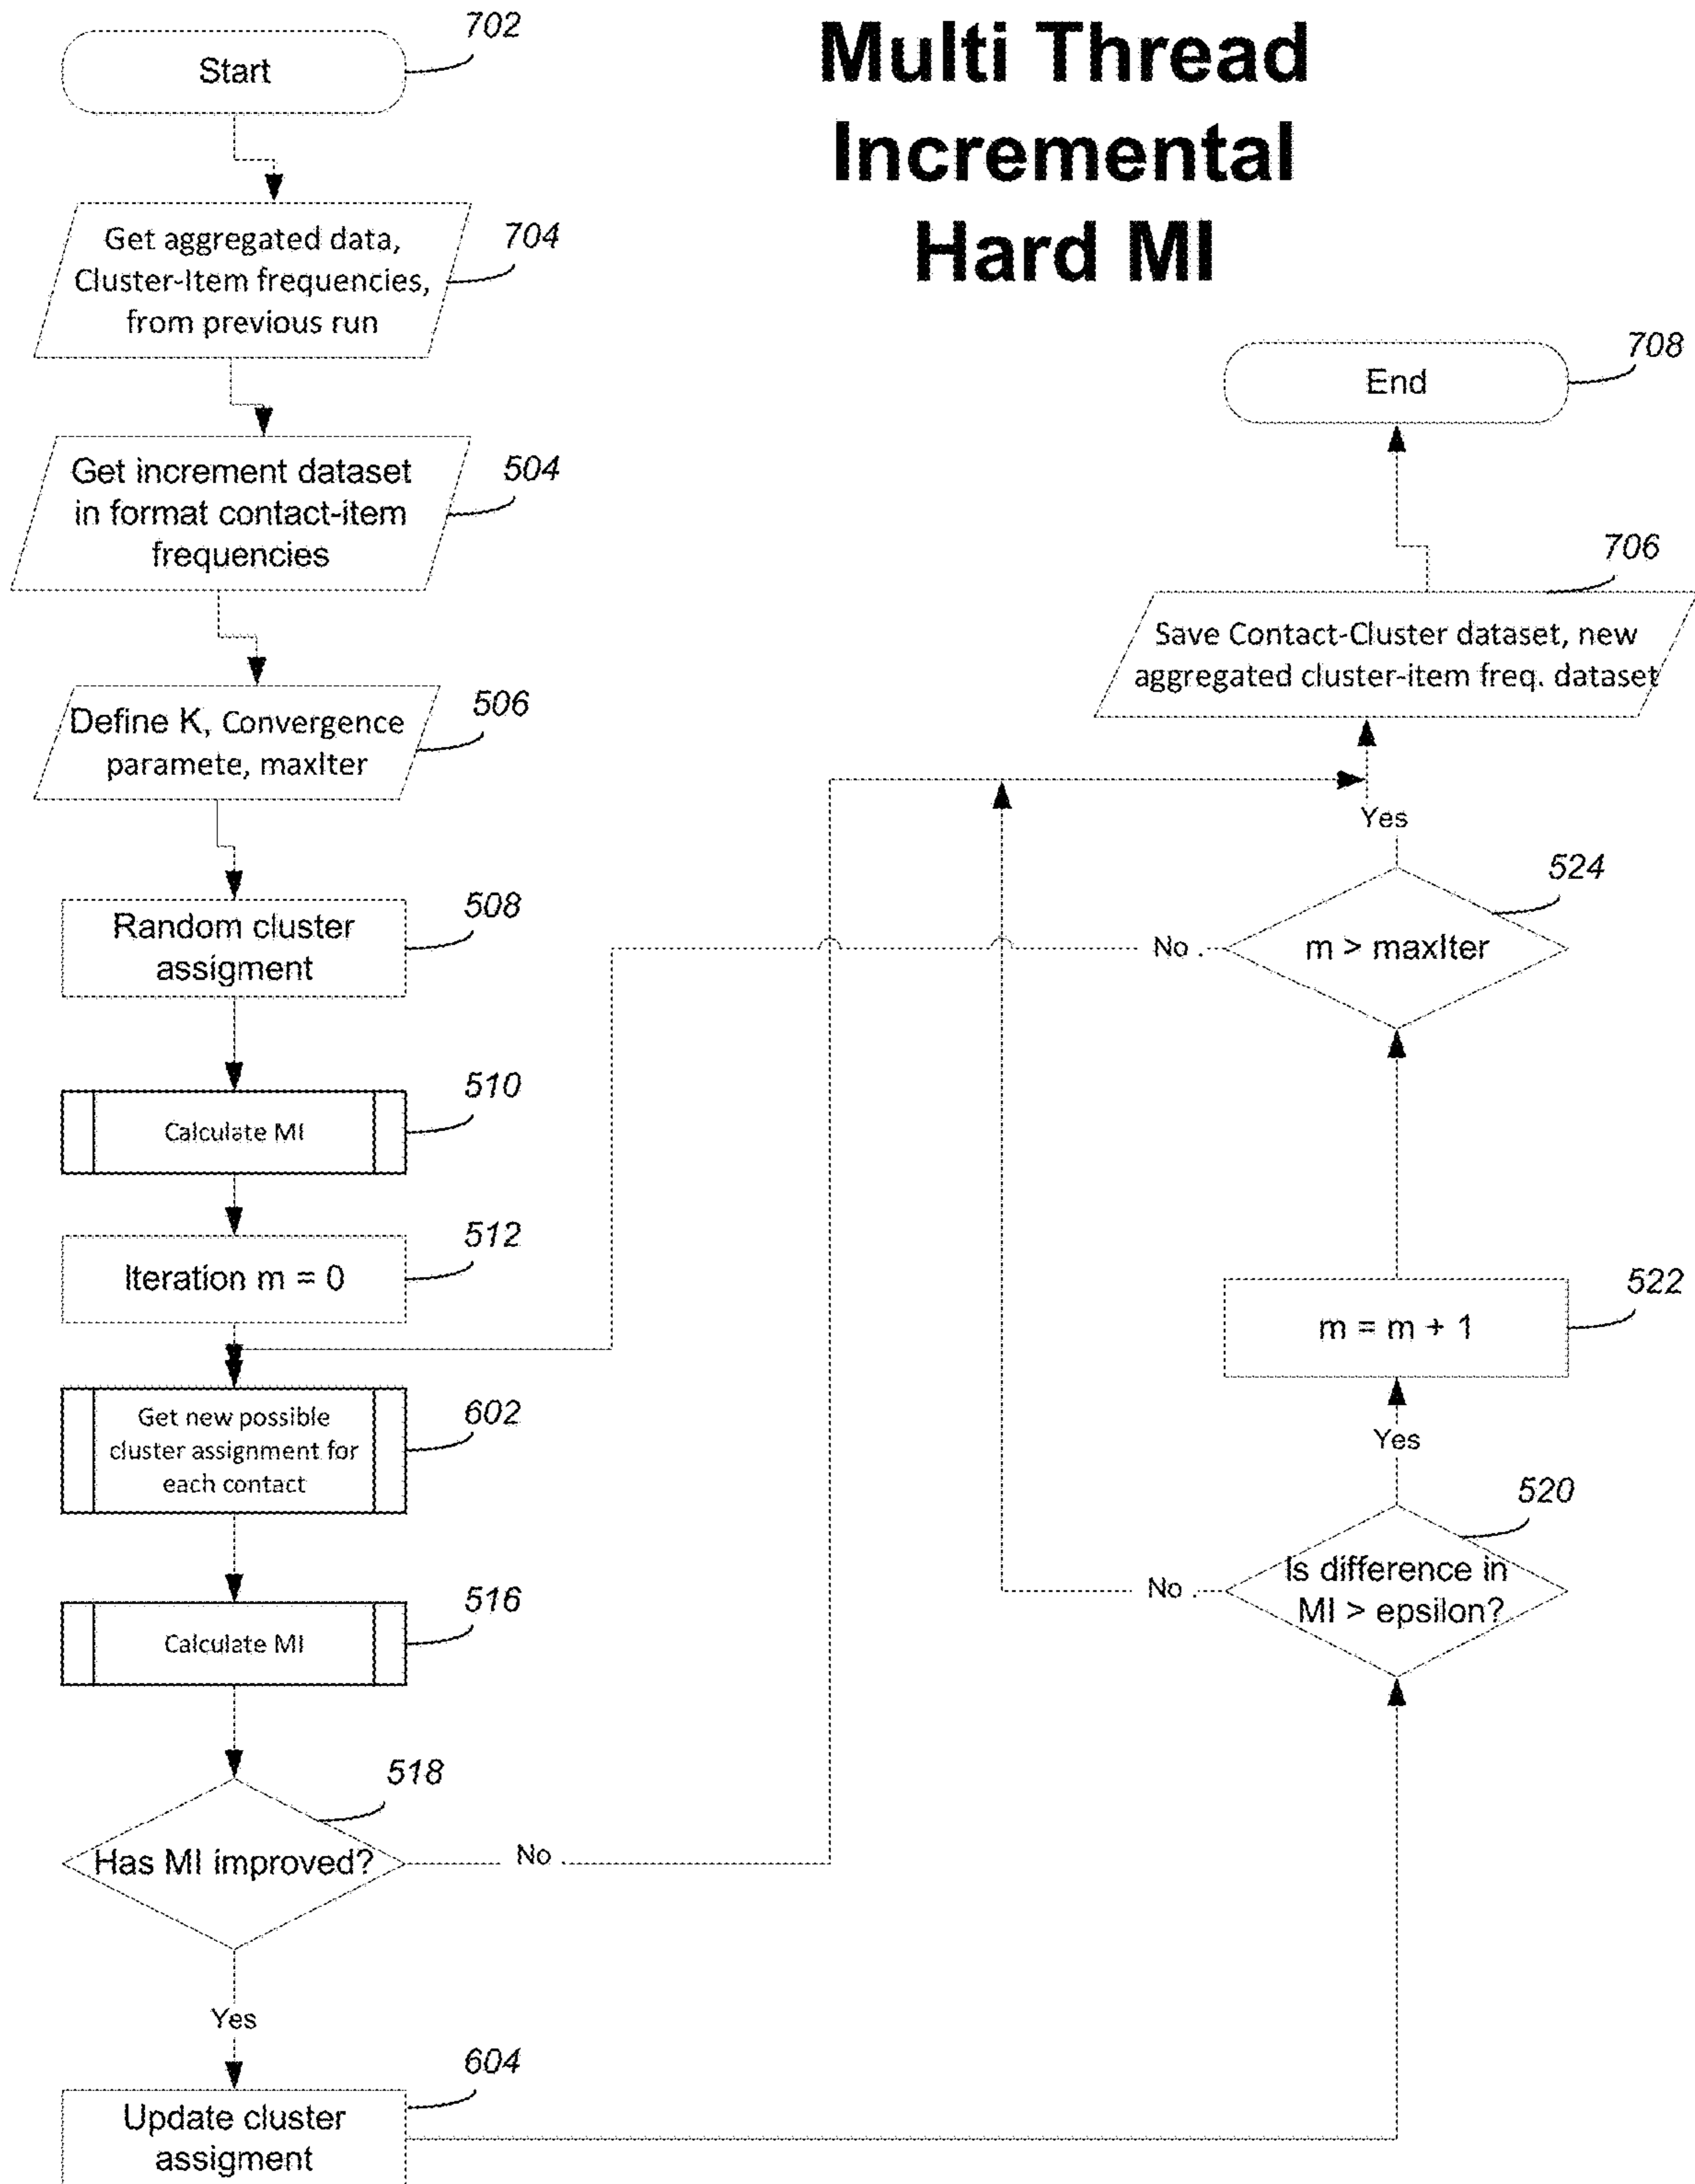 Multi Thread
Incremental
Hard MI
702
Start
704
Get aggregated data,
Cluster-Item frequencies,
from previous run
504
Get increment dataset
in format contact-item
frequencies
506
Define K, Convergence
paramete, maxIter
508
Random cluster
assigment
510
Calculate MI
512
Iteration m = 0
602
Get new possible
cluster assignment for
each contact
516
Calculate MI
518
Has MI improved?
No
Yes
604
Update cluster
assigment
708
End
706
Save Contact-Cluster dataset, new
aggregated cluster-item freq. dataset
Yes
524
m > maxIter
No
522
m = m + 1
Yes
520
Is difference in
MI > epsilon?
No